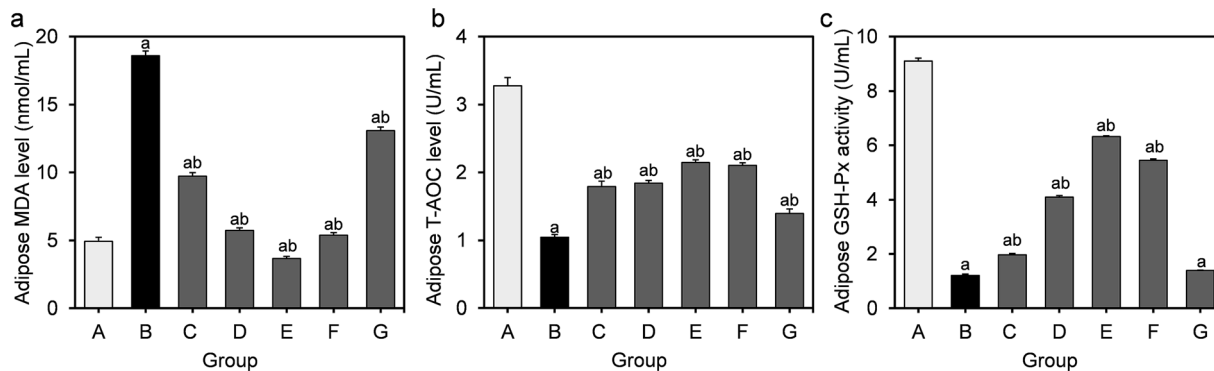 a
Adipose MDA level (nmol/mL)
20
15
10
5
0
a
ab
ab
ab
ab
ab
A B C D E F G
Group
b
Adipose T-AOC level (U/mL)
4
3
2
1
0
a
ab
ab
ab
ab
ab
A B C D E F G
Group
c
Adipose GSH-Px activity (U/mL)
10
8
6
4
2
0
a
ab
ab
ab
ab
a
A B C D E F G
Group